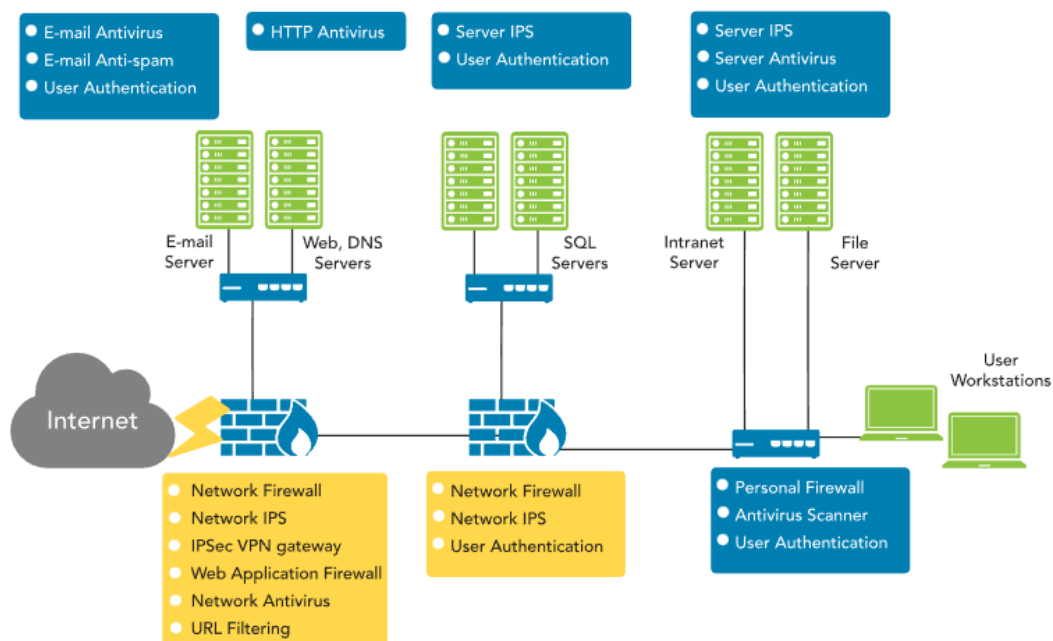 E-mail Antivirus
E-mail Anti-spam
User Authentication
HTTP Antivirus
Server IPS
User Authentication
Server IPS
Server Antivirus
User Authentication
E-mail
Server
Web, DNS
Servers
SQL
Servers
Intranet
Server
File
Server
User
Workstations
Internet
Network Firewall
Network IPS
IPSec VPN gateway
Web Application Firewall
Network Antivirus
URL Filtering
Network Firewall
Network IPS
User Authentication
Personal Firewall
Antivirus Scanner
User Authentication